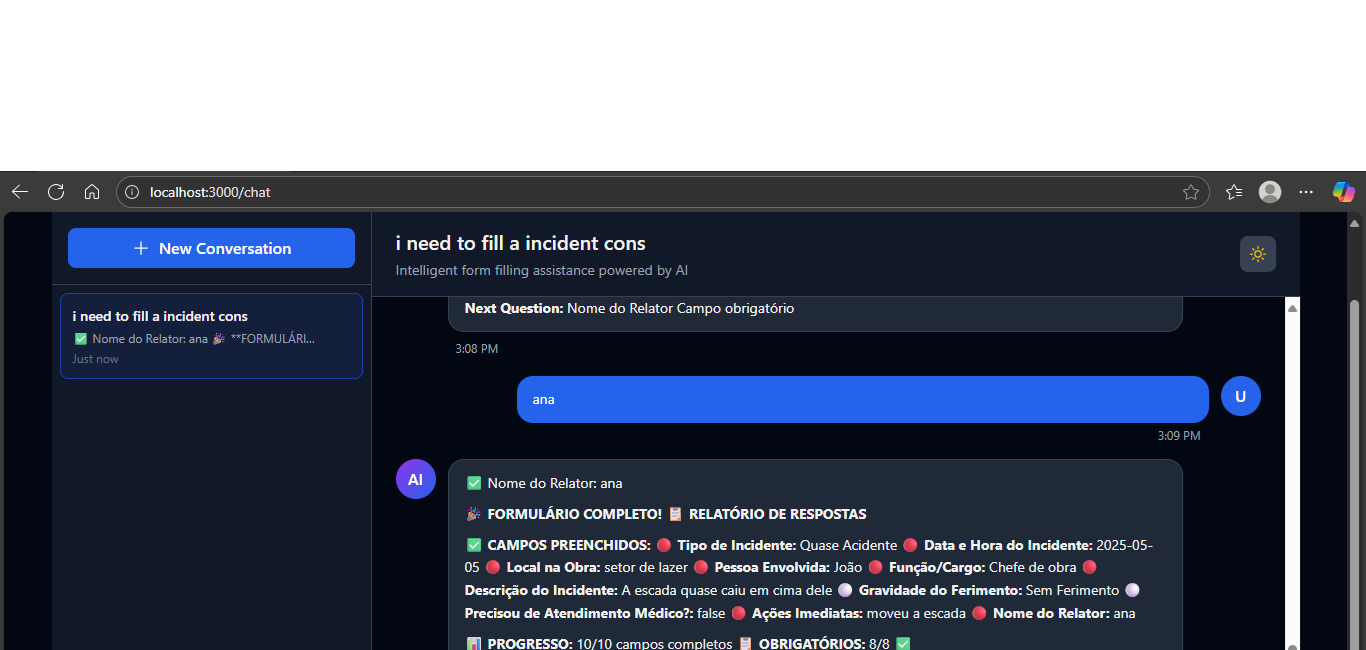 localhost:3000/chat
New Conversation
i need to fill a incident cons
✅ Nome do Relator: ana 🎉 **FORMULÁRI...
Just now
i need to fill a incident cons
Intelligent form filling assistance powered by AI
Next Question: Nome do Relator Campo obrigatório
3:08 PM
ana
U
3:09 PM
AI
✅ Nome do Relator: ana
🎉 FORMULÁRIO COMPLETO! 📋 RELATÓRIO DE RESPOSTAS
✅ CAMPOS PREENCHIDOS: 🔴 Tipo de Incidente: Quase Acidente 🔴 Data e Hora do Incidente: 2025-05-
05 🔴 Local na Obra: setor de lazer 🔴 Pessoa Envolvida: João 🔴 Função/Cargo: Chefe de obra 🔴
Descrição do Incidente: A escada quase caiu em cima dele ⚪ Gravidade do Ferimento: Sem Ferimento ⚪
Precisou de Atendimento Médico?: false 🔴 Ações Imediatas: moveu a escada 🔴 Nome do Relator: ana
📊 PROGRESSO: 10/10 campos completos 📋 OBRIGATÓRIOS: 8/8 ✅